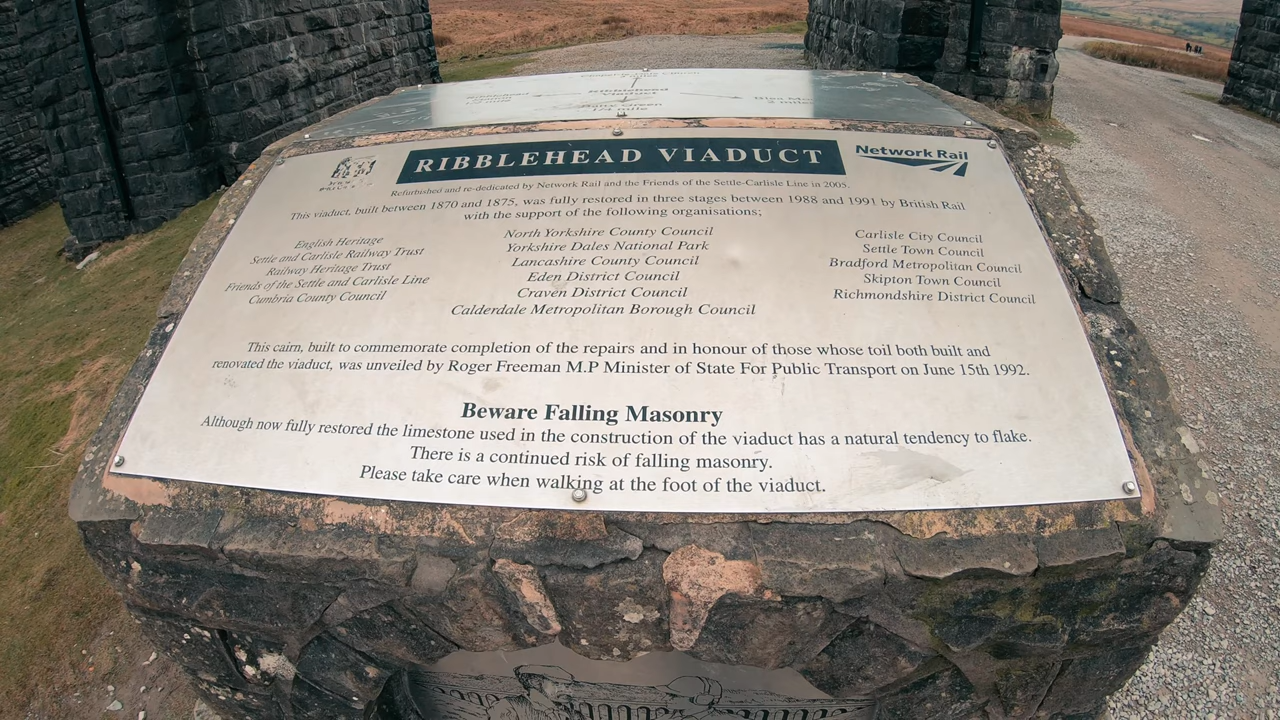 Ribblehead
Viaduct
Batty Green
1/4 mile
2 miles
RIBBLEHEAD VIADUCT
Network Rail
Refurbished and re-dedicated by Network Rail and the Friends of the Settle-Carlisle Line in 2005.
This viaduct, built between 1870 and 1875, was fully restored in three stages between 1988 and 1991 by British Rail
with the support of the following organisations;
English Heritage
Settle and Carlisle Railway Trust
Railway Heritage Trust
Friends of the Settle and Carlisle Line
Cumbria County Council
North Yorkshire County Council
Yorkshire Dales National Park
Lancashire County Council
Eden District Council
Craven District Council
Calderdale Metropolitan Borough Council
Carlisle City Council
Settle Town Council
Bradford Metropolitan Council
Skipton Town Council
Richmondshire District Council
This cairn, built to commemorate completion of the repairs and in honour of those whose toil both built and
renovated the viaduct, was unveiled by Roger Freeman M.P Minister of State For Public Transport on June 15th 1992.
Beware Falling Masonry
Although now fully restored the limestone used in the construction of the viaduct has a natural tendency to flake.
There is a continued risk of falling masonry.
Please take care when walking at the foot of the viaduct.